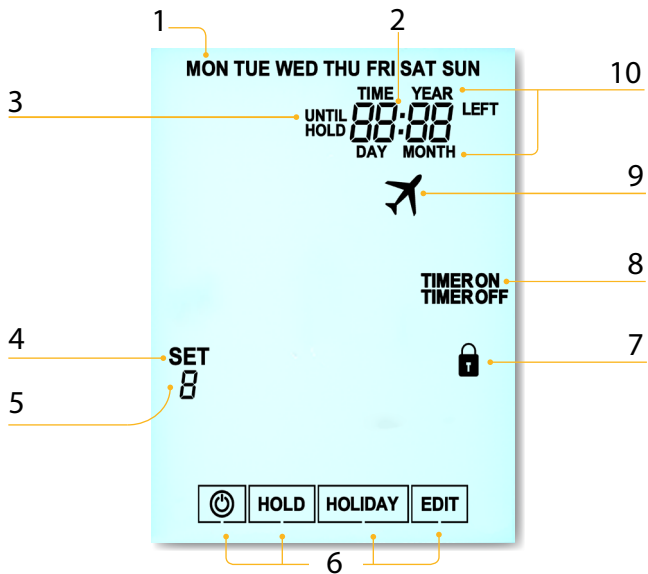 1
2
MON TUE WED THU FRI SAT SUN
10
TIME YEAR
3
UNTIL
HOLD
88:88
LEFT
DAY MONTH
9
8
TIMER ON
TIMER OFF
4
SET
7
5
8
HOLD HOLIDAY EDIT
6